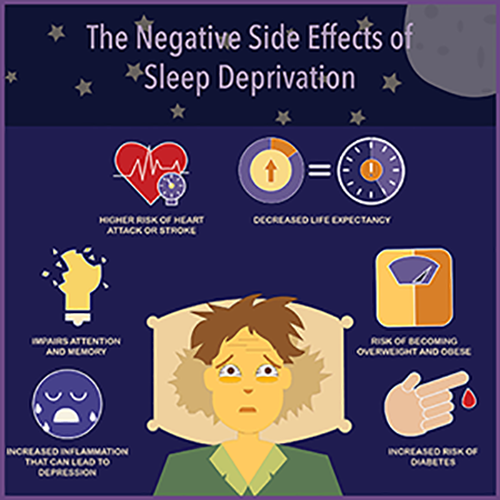 The Negative Side Effects of
Sleep Deprivation
HIGHER RISK OF HEART
ATTACK OR STROKE
DECREASED LIFE EXPECTANCY
IMPAIRS ATTENTION
AND MEMORY
RISK OF BECOMING
OVERWEIGHT AND OBESE
INCREASED INFLAMMATION
THAT CAN LEAD TO
DEPRESSION
INCREASED RISK OF
DIABETES